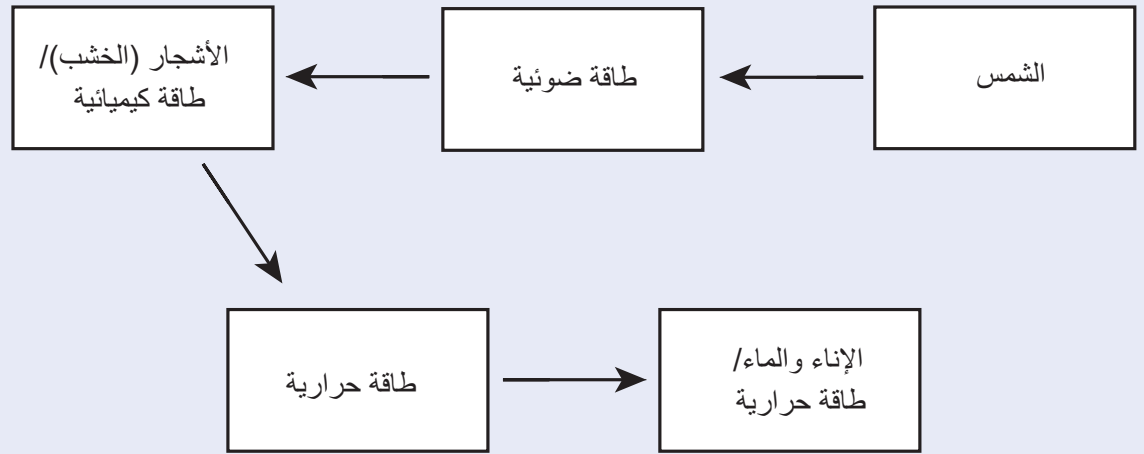 الشمس
طاقة ضوئية
الأشجار (الخشب)/
طاقة كيميائية
طاقة حرارية
الإناء والماء/
طاقة حرارية